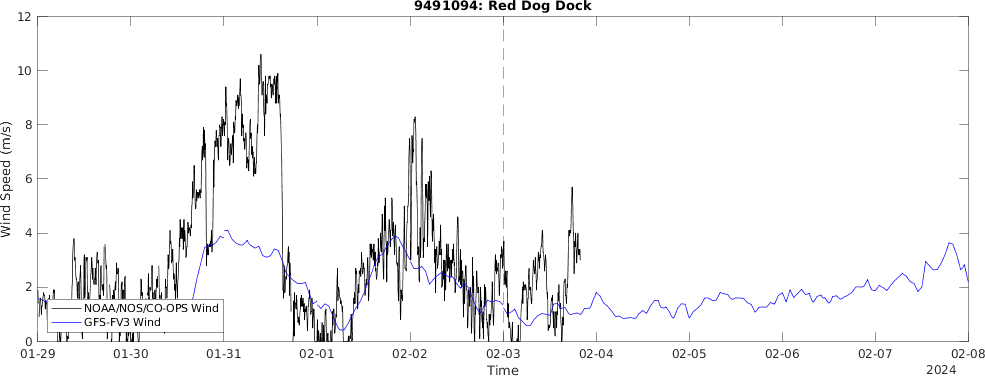 9491094: Red Dog Dock
Wind Speed (m/s)
12
10
8
6
4
2
0
NOAA/NOS/CO-OPS Wind
GFS-FV3 Wind
01-29 01-30 01-31 02-01 02-02 02-03 02-04 02-05 02-06 02-07 02-08
Time
2024